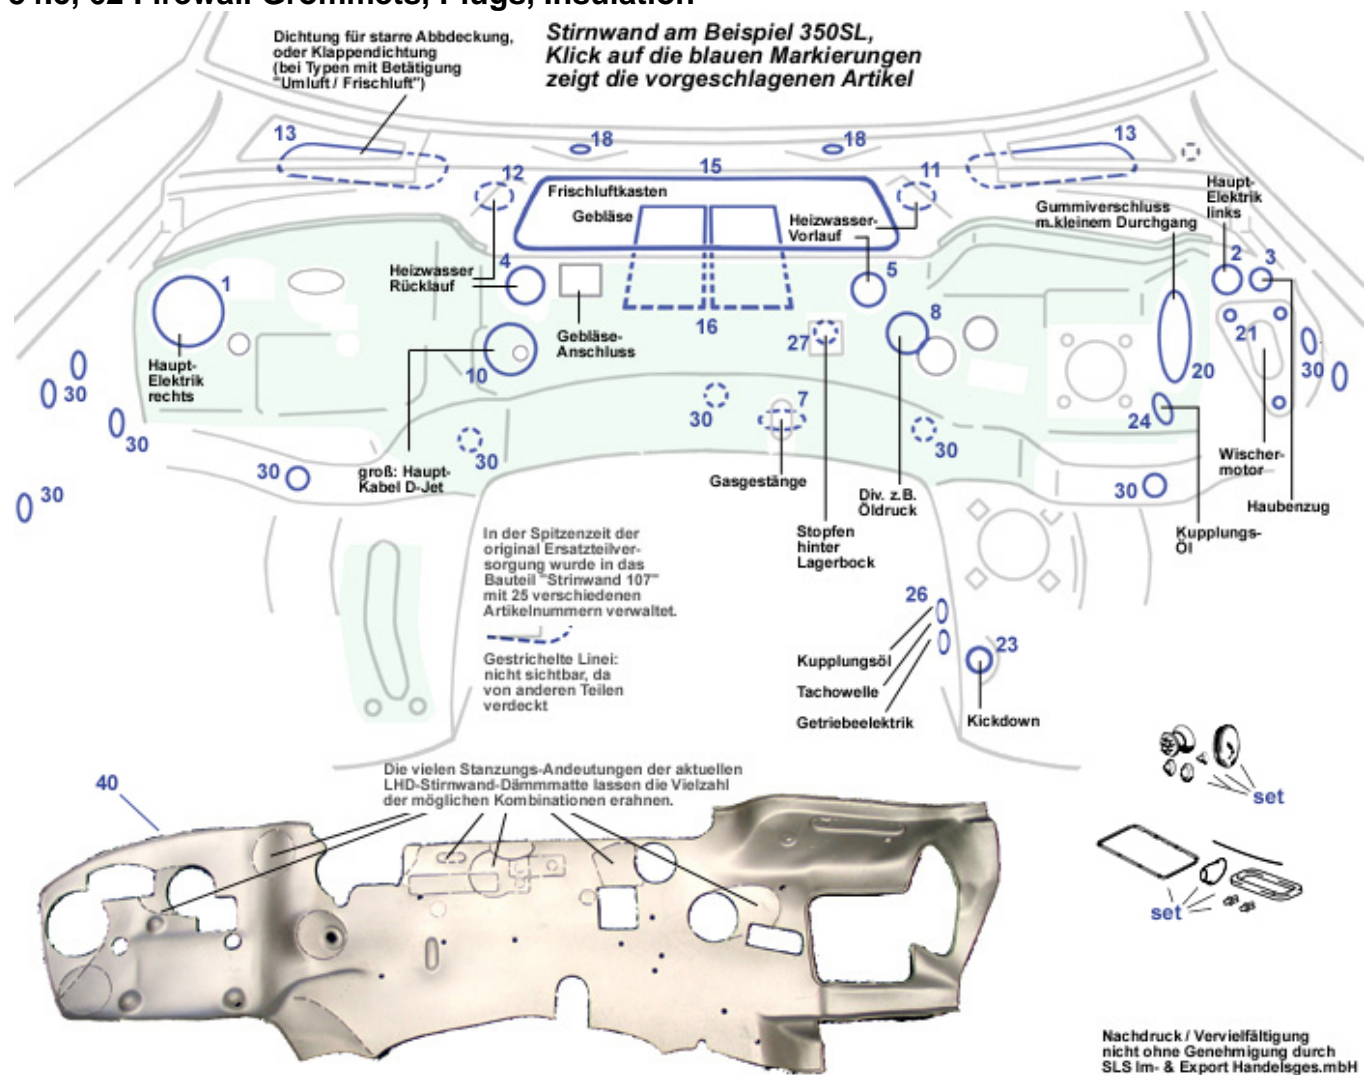 Firewall Grommets, Plugs, Insulation
Dichtung für starre Abbdeckung,
oder Klappendichtung
(bei Typen mit Betätigung
"Umluft / Frischluft")
Stirnwand am Beispiel 350SL,
Klick auf die blauen Markierungen
zeigt die vorgeschlagenen Artikel
13
18
18
13
12
15
11
Frischluftkasten
Gebläse
Heizwasser-
Vorlauf
Gummiverschluss
m.kleinem Durchgang
Haupt-
Elektrik
links
1
4
Heizwasser
Rücklauf
5
2
3
16
Gebläse-
Anschluss
27
8
21
Haupt-
Elektrik
rechts
10
20
30
30
30
30
7
24
30
30
30
30
30
30
groß: Haupt-
Kabel D-Jet
Gasgestänge
Div. z.B.
Öldruck
Wischer-
motor
Haubenzug
Stopfen
hinter
Lagerbock
Kupplungs-
Öl
In der Spitzenzeit der
original Ersatzteilver-
sorgung wurde in das
Bauteil "Strinwand 107"
mit 25 verschiedenen
Artikelnummern verwaltet.
Gestrichelte Linei:
nicht sichtbar, da
von anderen Teilen
verdeckt
26
23
Kupplungsöl
Tachowelle
Getriebeelektrik
Kickdown
40
Die vielen Stanzungs-Andeutungen der aktuellen
LHD-Stirnwand-Dämmmatte lassen die Vielzahl
der möglichen Kombinationen erahnen.
set
set
Nachdruck / Vervielfältigung
nicht ohne Genehmigung durch
SLS Im- & Export Handelsges.mbH